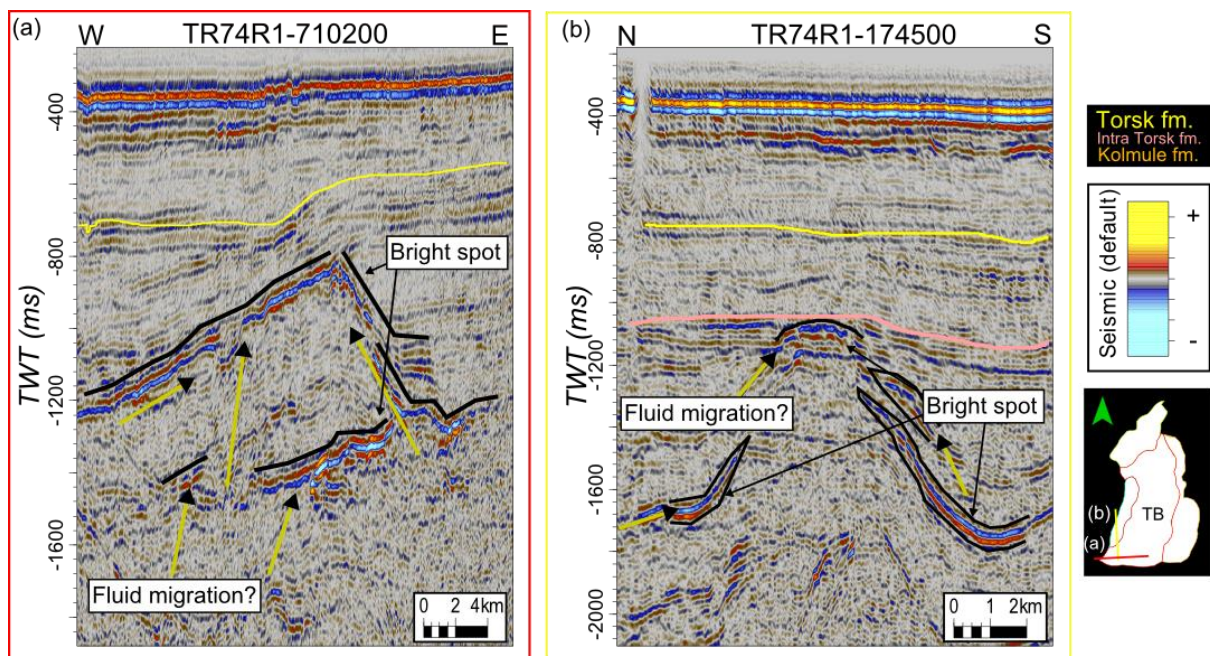 (a)
W TR74R1-710200 E
TWT (ms)
-400
-800
-1200
-1600
Bright spot
Fluid migration?
0 2 4km
(b)
N TR74R1-174500 S
TWT (ms)
-400
-800
-1200
-1600
-2000
Fluid migration?
Bright spot
0 1 2km
Torsk fm.
Intra Torsk fm.
Kolmule fm.
Seismic (default)
+
-
(b)
TB
(a)